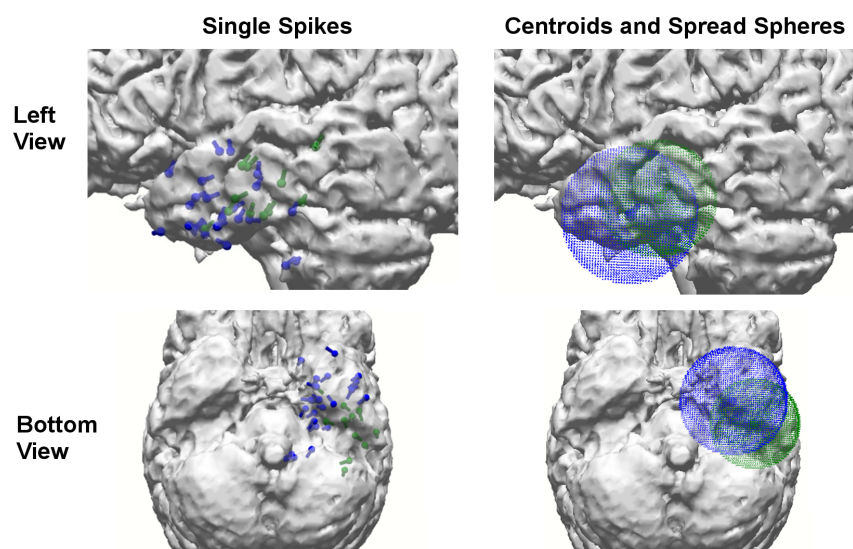 Single Spikes
Centroids and Spread Spheres
Left
View
Bottom
View